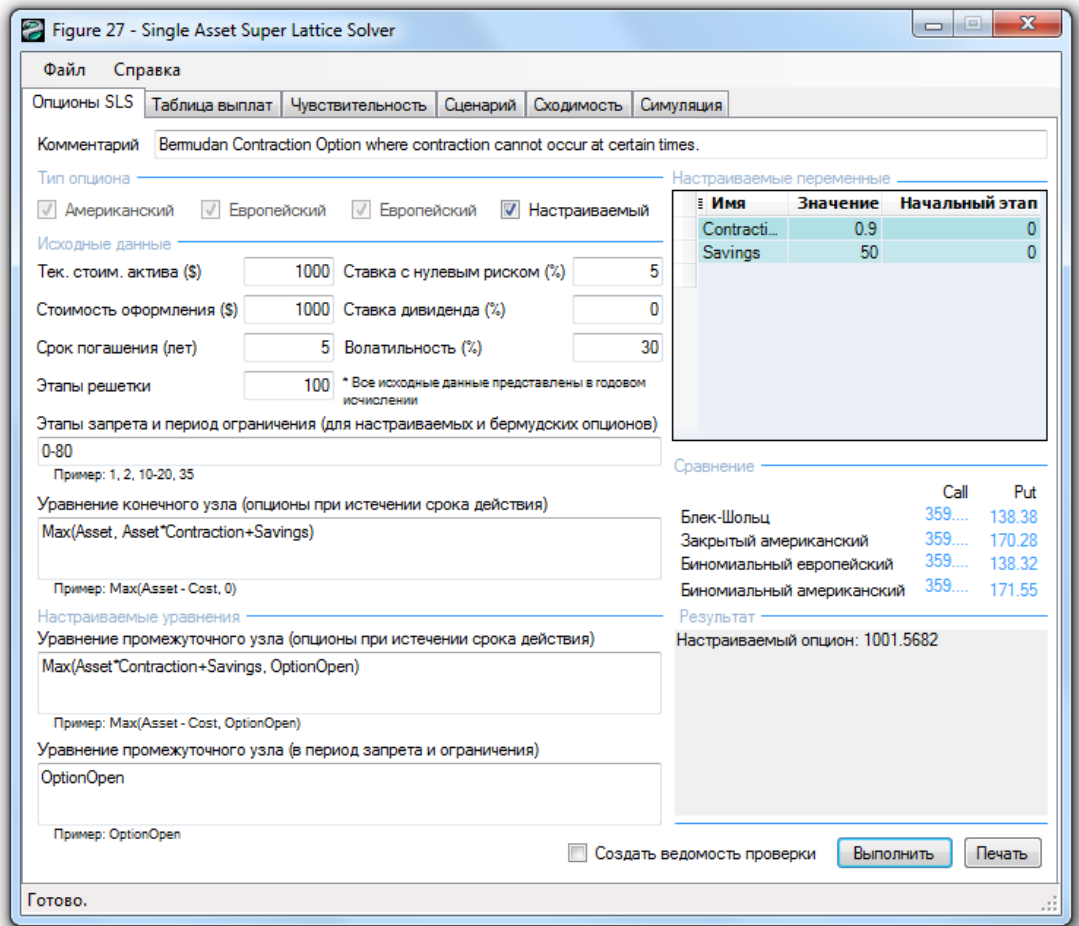 Figure 27 - Single Asset Super Lattice Solver
Файл Справка
Опционы SLS Таблица выплат Чувствительность Сценарий Сходимость Симуляция
Комментарий Bermudan Contraction Option where contraction cannot occur at certain times.
Тип опциона
Американский Европейский Европейский Настраиваемый
Исходные данные
Тек. стоим. актива ($) 1000 Ставка с нулевым риском (%) 5
Стоимость оформления ($) 1000 Ставка дивиденда (%) 0
Срок погашения (лет) 5 Волатильность (%) 30
Этапы решетки 100 * Все исходные данные представлены в годовом
исчислении
Этапы запрета и период ограничения (для настраиваемых и бермудских опционов)
0-80
Пример: 1, 2, 10-20, 35
Уравнение конечного узла (опционы при истечении срока действия)
Max(Asset, Asset*Contraction+Savings)
Пример: Max(Asset - Cost, 0)
Настраиваемые уравнения
Уравнение промежуточного узла (опционы при истечении срока действия)
Max(Asset*Contraction+Savings, OptionOpen)
Пример: Max(Asset - Cost, OptionOpen)
Уравнение промежуточного узла (в период запрета и ограничения)
OptionOpen
Пример: OptionOpen
Настраиваемые переменные
Имя Значение Начальный этап
Contracti... 0.9 0
Savings 50 0
Сравнение
Call Put
Блек-Шольц 359.... 138.38
Закрытый американский 359.... 170.28
Биномиальный европейский 359.... 138.32
Биномиальный американский 359.... 171.55
Результат
Настраиваемый опцион: 1001.5682
Создать ведомость проверки Выполнить Печать
Готово.